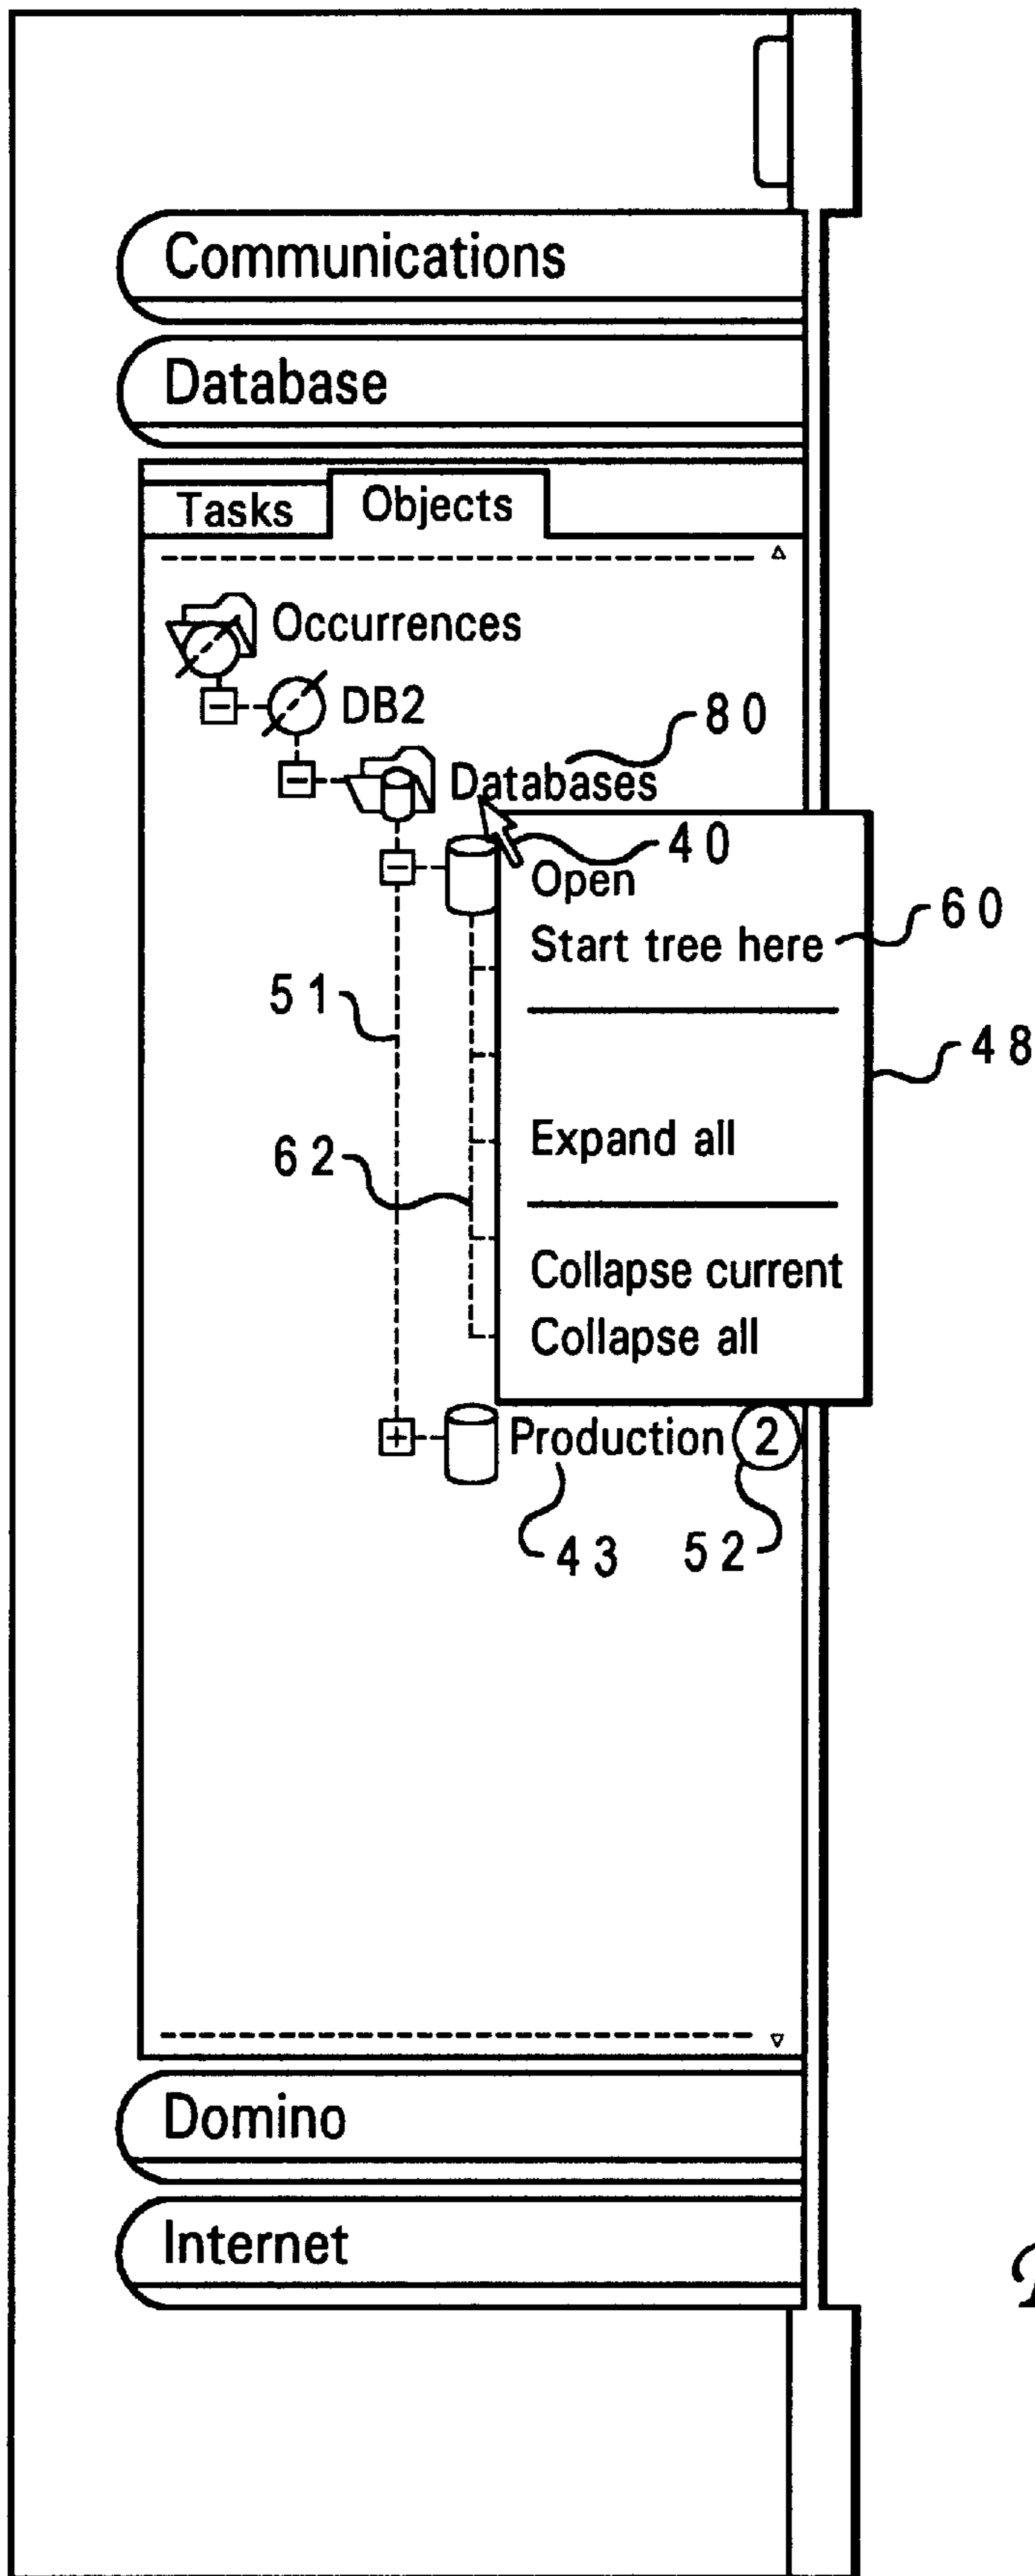 Communications
Database
Tasks Objects
Occurrences
DB2
80
Databases
40
Open
60
Start tree here
51
48
Expand all
62
Collapse current
Collapse all
Production 2
43 52
Domino
Internet